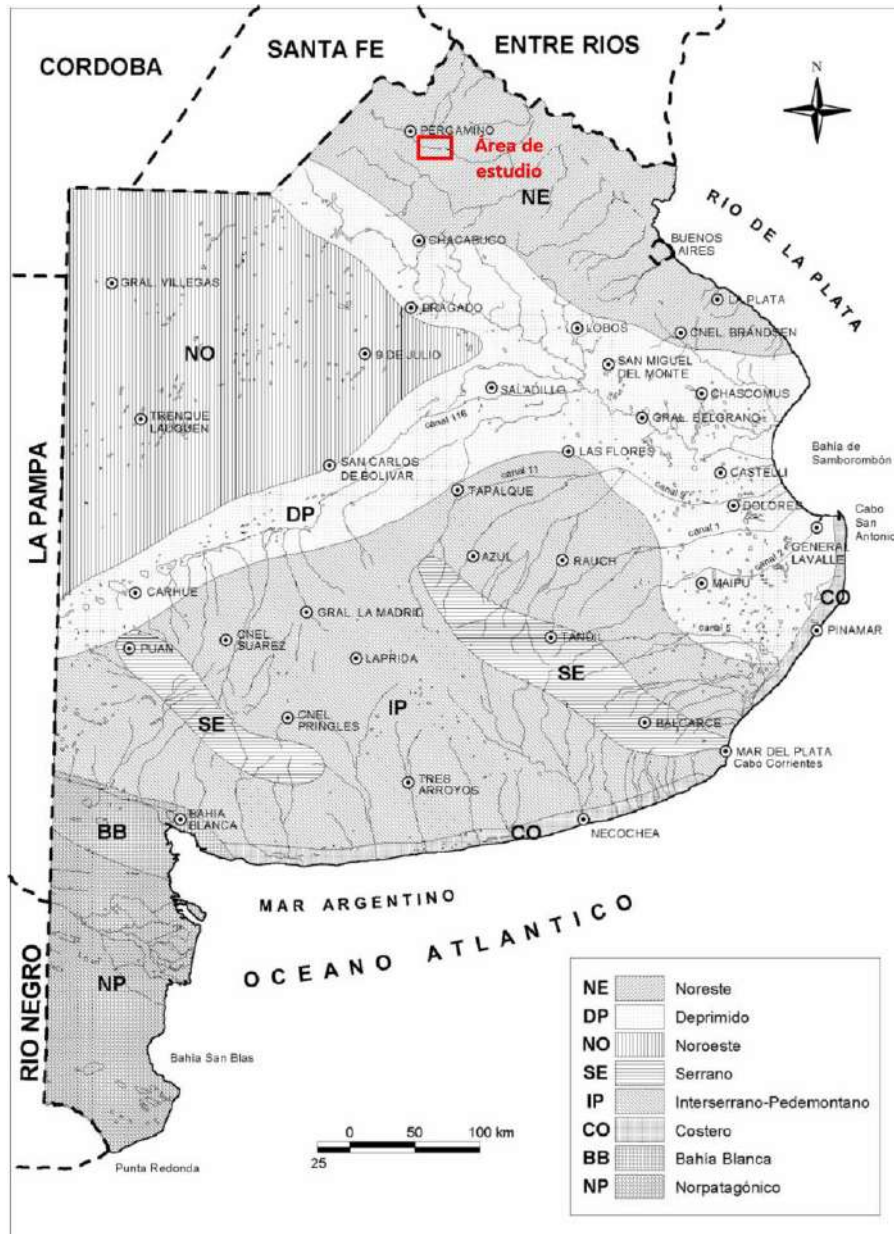 CORDOBA
SANTA FE
ENTRE RIOS
N
PERGAMINO
Área de
estudio
NE
RIO DE LA PLATA
CHACABUCO
BUENOS
AIRES
GRAL. VILLEGAS
LA PLATA
BRAGADO
LOBOS
CNEL. BRANDSEN
NO
9 DE JULIO
SAN MIGUEL
DEL MONTE
SALADILLO
CHASCOMUS
TRENQUE
LAUQUEN
canal 116
GRAL. BELGRANO
LAS FLORES
Bahía de
Samborombón
SAN CARLOS
DE BOLIVAR
canal 11
CASTELLI
TAPALQUE
canal 9
DOLORES
Cabo
San
Antonio
LA PAMPA
DP
canal 1
GENERAL
LAVALLE
AZUL
RAUCH
canal 2
MAIPU
CARHUE
CO
GRAL. LA MADRID
canal 5
PINAMAR
PUAN
CNEL
SUAREZ
TANDIL
LAPRIDA
SE
IP
SE
CNEL
PRINGLES
BALCARCE
MAR DEL PLATA
Cabo Corrientes
TRES
ARROYOS
BAHIA
BLANCA
BB
CO
NECOCHEA
MAR ARGENTINO
OCEANO ATLANTICO
RIO NEGRO
NP
Bahía San Blas
Punta Redonda
0 50 100 km
25
NE Noreste
DP Deprimido
NO Noroeste
SE Serrano
IP Interserrano-Pedemontano
CO Costero
BB Bahía Blanca
NP Norpatagónico